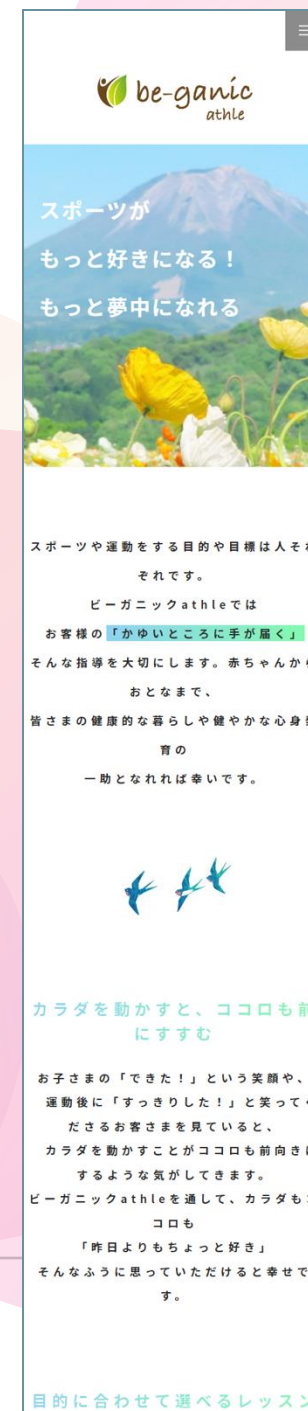 be-ganic
athle
スポーツが
もっと好きになる！
もっと夢中になれる
スポーツや運動をする目的や目標は人それ
ぞれです。
ビーガニックathleでは
お客様の「かゆいところに手が届く」
そんな指導を大切にします。赤ちゃんから
おとなまで、
皆さまの健康的な暮らしや健やかな心身発
育の
一助となれれば幸いです。
カラダを動かすと、ココロも前
にすすむ
お子さまの「できた！」という笑顔や、
運動後に「すっきりした！」と笑ってく
ださるお客さまを見ていると、
カラダを動かすことがココロも前向きに
するような気がしてきます。
ビーガニックathleを通して、カラダもコ
コロも
「昨日よりもちょっと好き」
そんなふうに思っていただけると幸せで
す。
目的に合わせて選べるレッスン